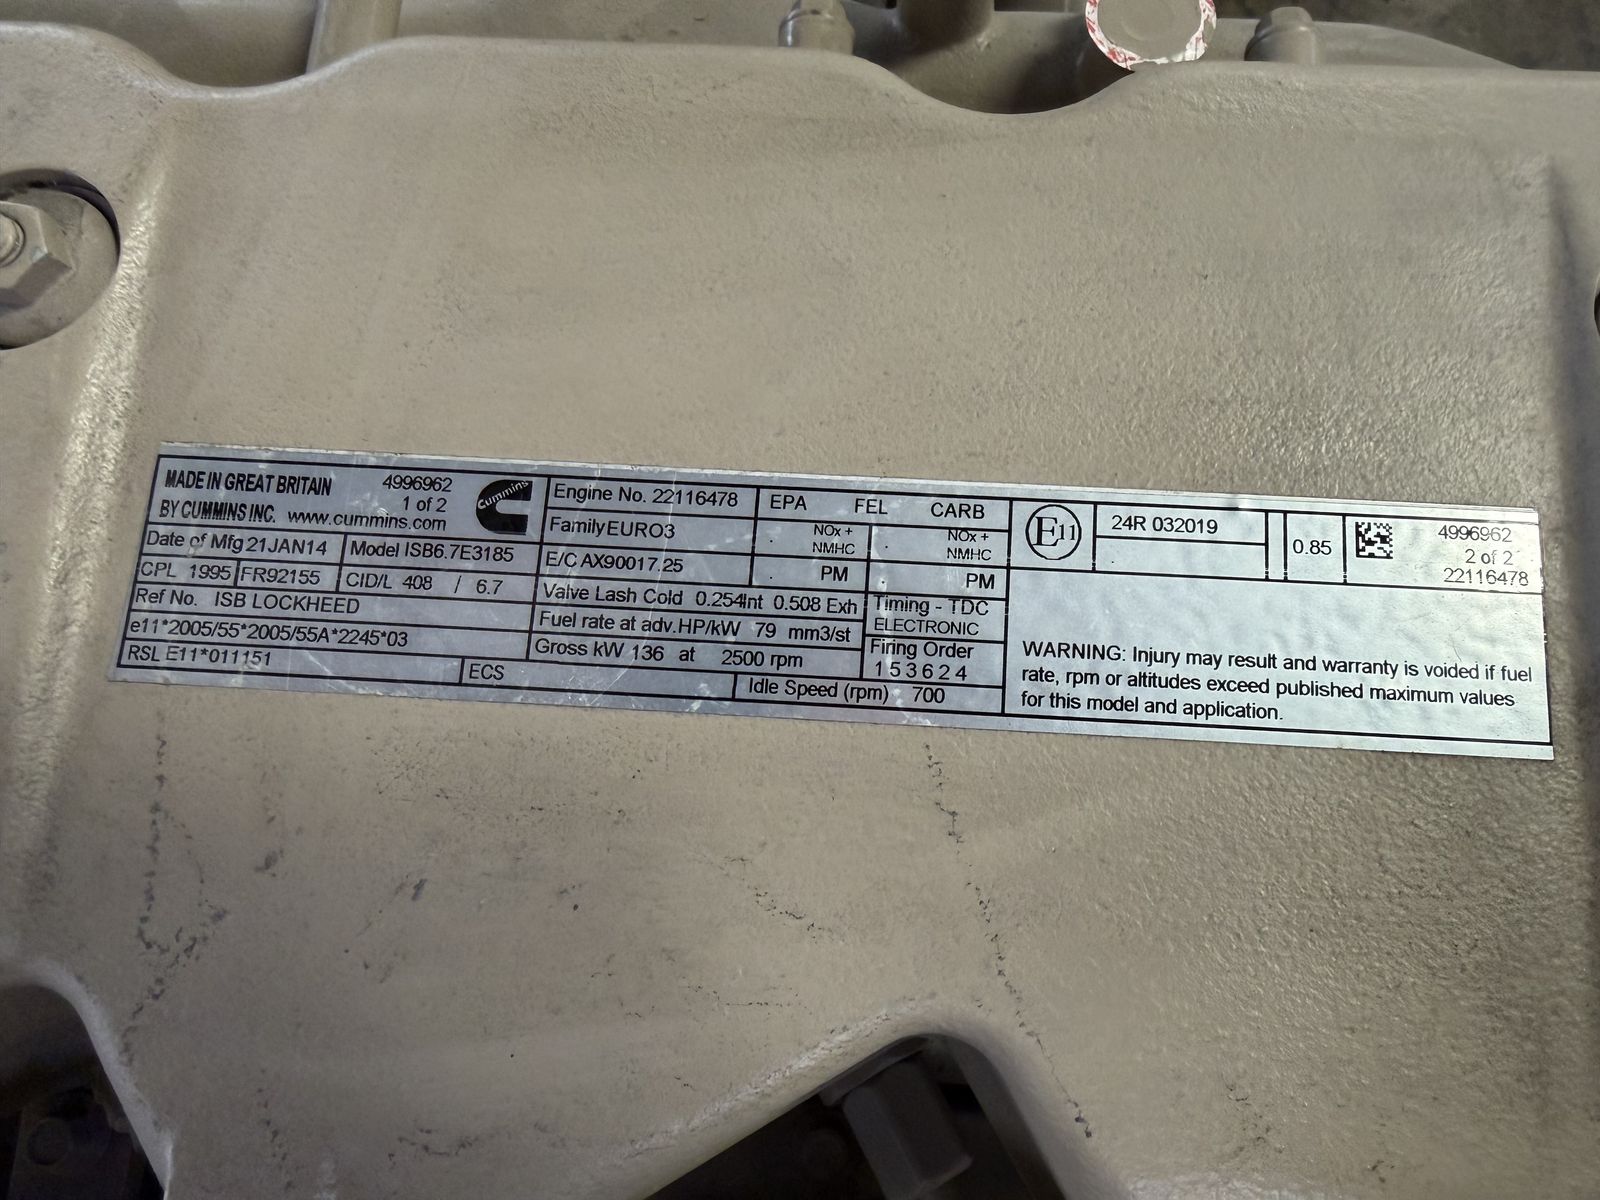 MADE IN GREAT BRITAIN 4996962
BY CUMMINS INC. www.cummins.com 1 of 2
cummins
Date of Mfg 21JAN14 Model ISB6.7E3185
CPL 1995 FR92155 CID/L 408 / 6.7
Ref No. ISB LOCKHEED
e11*2005/55*2005/55A*2245*03
RSL E11*011151
ECS
Engine No. 22116478
Family EURO3
E/C AX90017.25
Valve Lash Cold 0.254Int 0.508 Exh
Fuel rate at adv.HP/kW 79 mm3/st
Gross kW 136 at 2500 rpm
Idle Speed (rpm) 700
EPA FEL CARB
NOx + NMHC NOx + NMHC
PM PM
Timing - TDC
ELECTRONIC
Firing Order
1 5 3 6 2 4
E11
24R 032019
0.85
4996962
2 of 2
22116478
WARNING: Injury may result and warranty is voided if fuel
rate, rpm or altitudes exceed published maximum values
for this model and application.